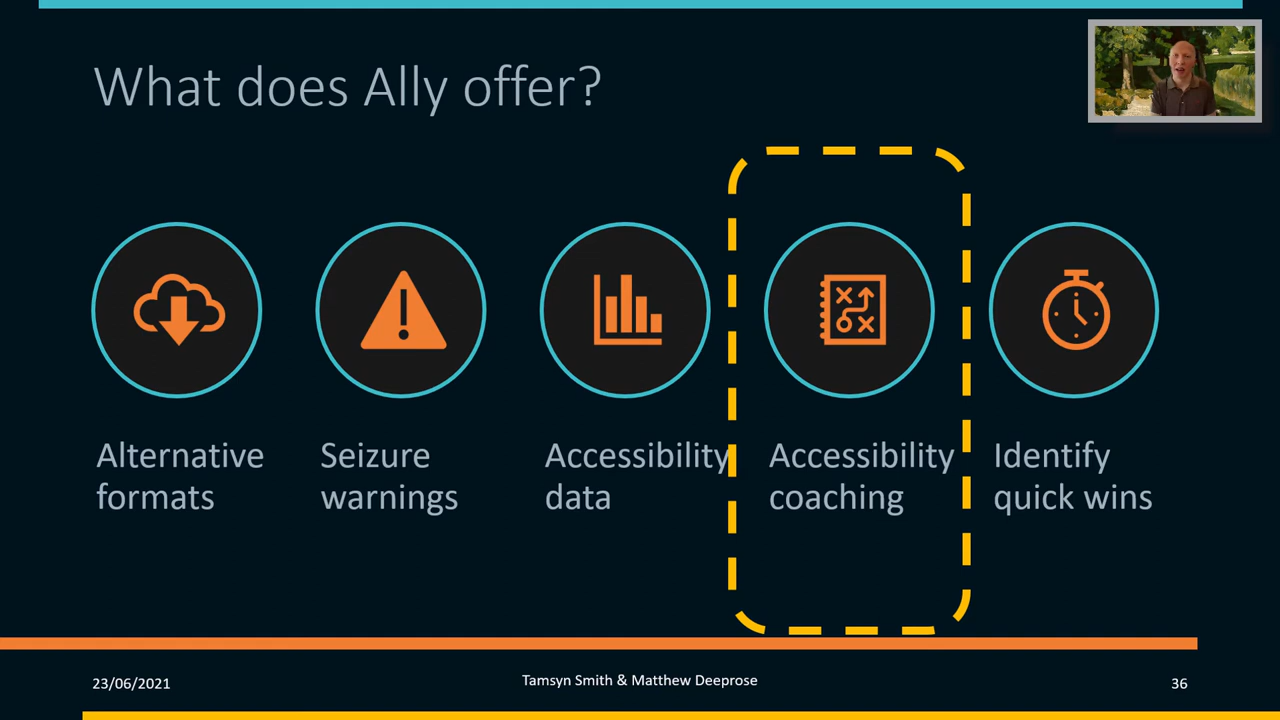 What does Ally offer?
Alternative
formats
Seizure
warnings
Accessibility
data
Accessibility
coaching
Identify
quick wins
23/06/2021
Tamsyn Smith & Matthew Deeprose
36